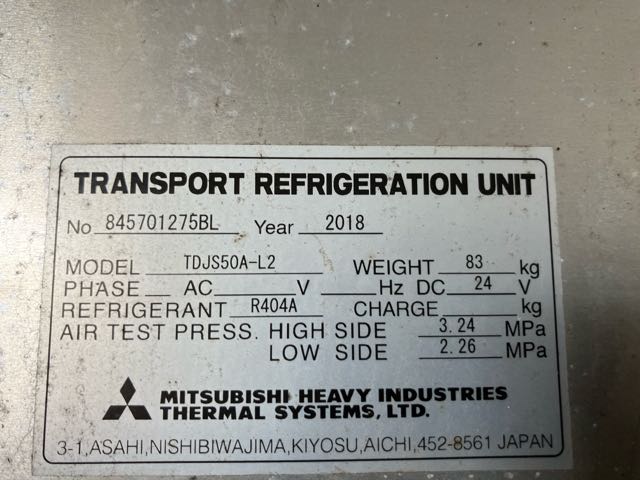 TRANSPORT REFRIGERATION UNIT
No 845701275BL Year 2018
MODEL TDJS50A-L2 WEIGHT 83 kg
PHASE AC V Hz DC 24 V
REFRIGERANT R404A CHARGE kg
AIR TEST PRESS. HIGH SIDE 3.24 MPa
LOW SIDE 2.26 MPa
MITSUBISHI HEAVY INDUSTRIES
THERMAL SYSTEMS, LTD.
3-1,ASAHI,NISHIBIWAJIMA,KIYOSU,AICHI,452-8561 JAPAN